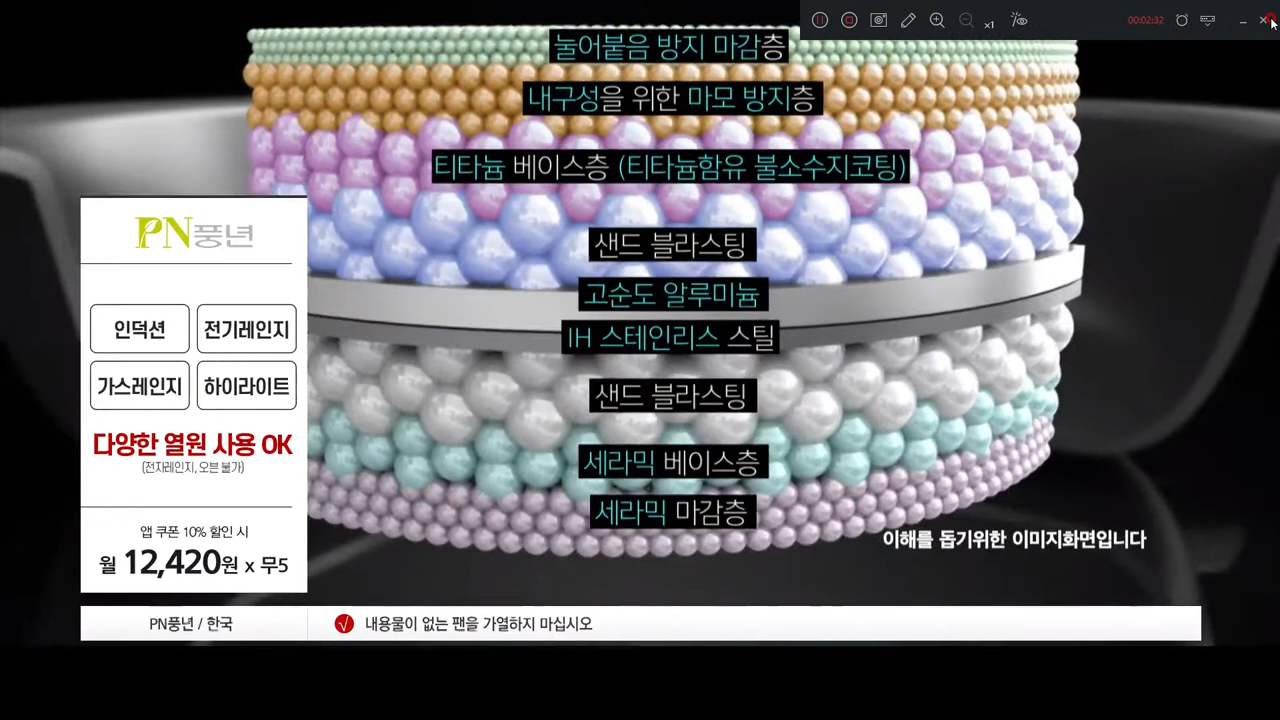 00:02:32
x1
눌어붙음 방지 마감층
내구성을 위한 마모 방지층
티타늄 베이스층 (티타늄함유 불소수지코팅)
샌드 블라스팅
고순도 알루미늄
IH 스테인리스 스틸
샌드 블라스팅
세라믹 베이스층
세라믹 마감층
이해를 돕기위한 이미지화면입니다
PN풍년
인덕션
전기레인지
가스레인지
하이라이트
다양한 열원 사용 OK
(전자레인지, 오븐 불가)
앱 쿠폰 10% 할인 시
월 12,420원 x 무5
PN풍년 / 한국
내용물이 없는 팬을 가열하지 마십시오